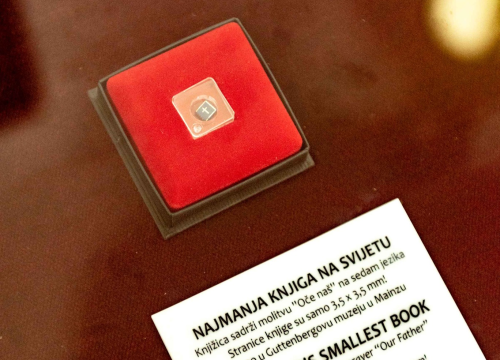 NAJMANJA KNJIGA NA SVIJETU
Knjižica sadrži molitvu "Oče naš" na sedam jezika
Stranice knjige su samo 3,5 x 3,5 mm!
u Guttenbergovu muzeju u Mainzu
SMALLEST BOOK
"Our Father"